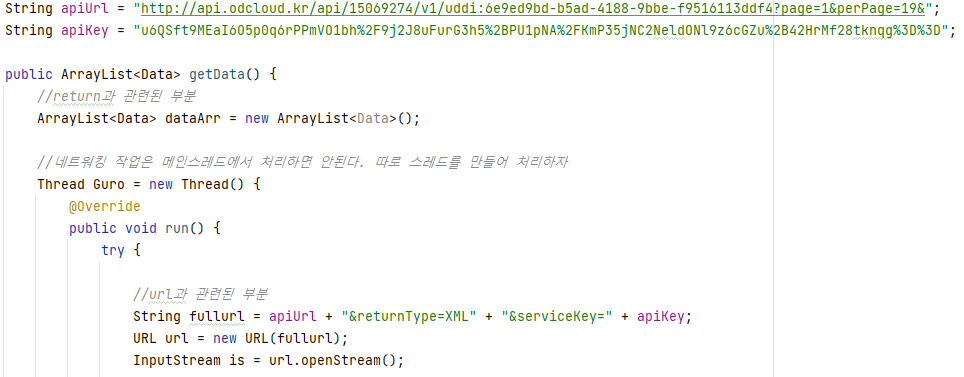 String apiUrl = "http://api.odcloud.kr/api/15069274/v1/uddi:6e9ed9bd-b5ad-4188-9bbe-f9516113ddf4?page=1&perPage=19&";
String apiKey = "u6QSft9MEaI6O5p0q6rPPmVO1bh%2F9j2J8uFurG3h5%2BPU1pNA%2FKmP35jNC2NeldONl9z6cGZu%2B42HrMf28tknqg%3D%3D";
public ArrayList<Data> getData() {
//return과 관련된 부분
ArrayList<Data> dataArr = new ArrayList<Data>();
//네트워킹 작업은 메인스레드에서 처리하면 안된다. 따로 스레드를 만들어 처리하자
Thread Guro = new Thread() {
@Override
public void run() {
try {
//url과 관련된 부분
String fullurl = apiUrl + "&returnType=XML" + "&serviceKey=" + apiKey;
URL url = new URL(fullurl);
InputStream is = url.openStream();